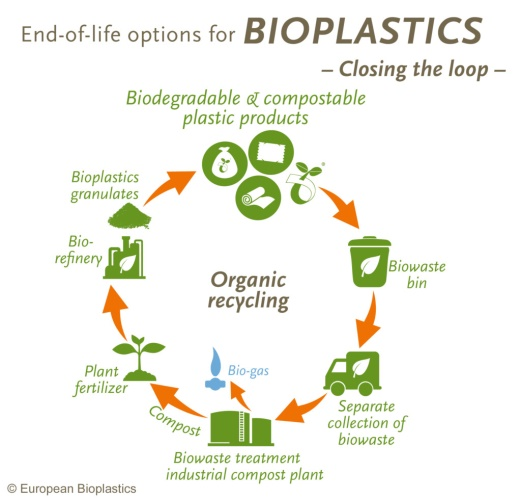 End-of-life options for BIOPLASTICS
– Closing the loop –
Biodegradable & compostable
plastic products
Bioplastics
granulates
Bio-
refinery
Biowaste
bin
Organic
recycling
Plant
fertilizer
Bio-gas
Compost
Separate
collection of
biowaste
Biowaste treatment
industrial compost plant
© European Bioplastics